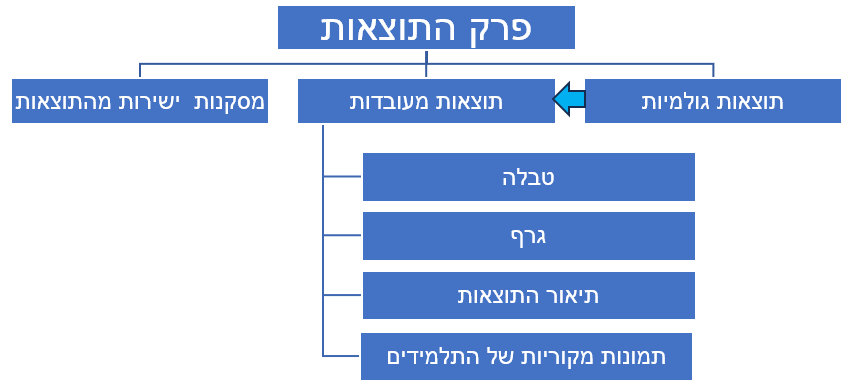 פרק התוצאות
תוצאות גולמיות
תוצאות מעובדות
מסקנות ישירות מהתוצאות
טבלה
גרף
תיאור התוצאות
תמונות מקוריות של התלמידים